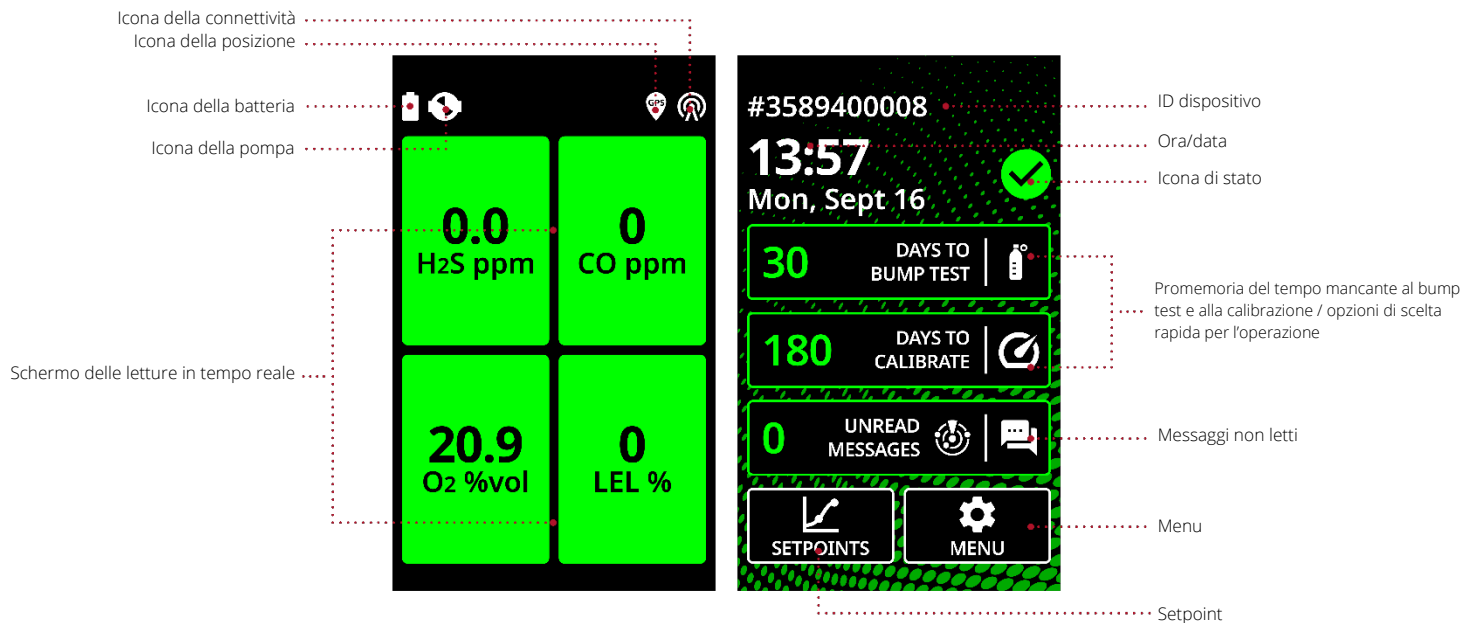 Icona della connettività
Icona della posizione
Icona della batteria
Icona della pompa
Schermo delle letture in tempo reale
GPS
0.0
H2S ppm
0
CO ppm
20.9
O2 %vol
0
LEL %
#3589400008
13:57
Mon, Sept 16
30
DAYS TO
BUMP TEST
180
DAYS TO
CALIBRATE
0
UNREAD
MESSAGES
SETPOINTS
MENU
ID dispositivo
Ora/data
Icona di stato
Promemoria del tempo mancante al bump
test e alla calibrazione / opzioni di scelta
rapida per l’operazione
Messaggi non letti
Menu
Setpoint